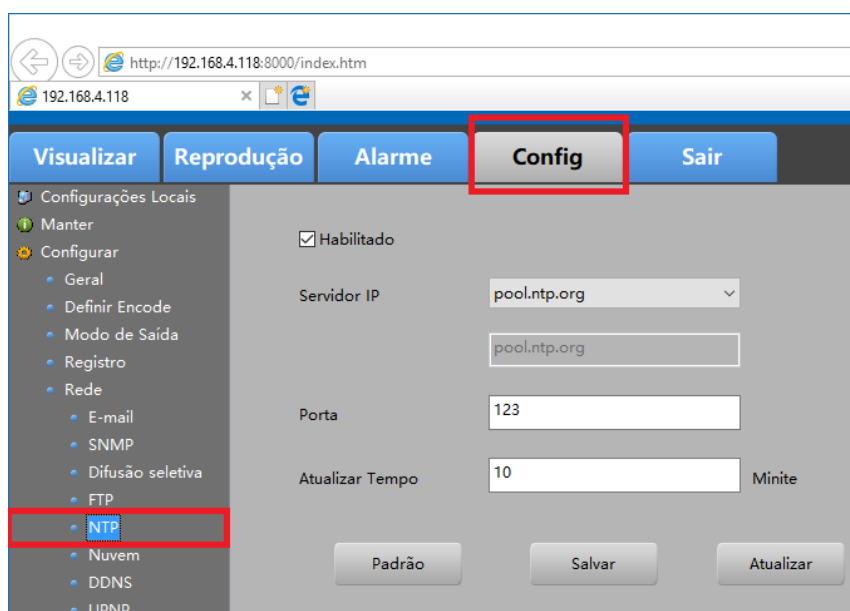 http://192.168.4.118:8000/index.htm
192.168.4.118
Visualizar Reprodução Alarme Config Sair
Configurações Locais
Manter
Configurar
Geral
Definir Encode
Modo de Saída
Registro
Rede
E-mail
SNMP
Difusão seletiva
FTP
NTP
Nuvem
DDNS
UPNP
Habilitado
Servidor IP pool.ntp.org
pool.ntp.org
Porta 123
Atualizar Tempo 10 Minite
Padrão Salvar Atualizar